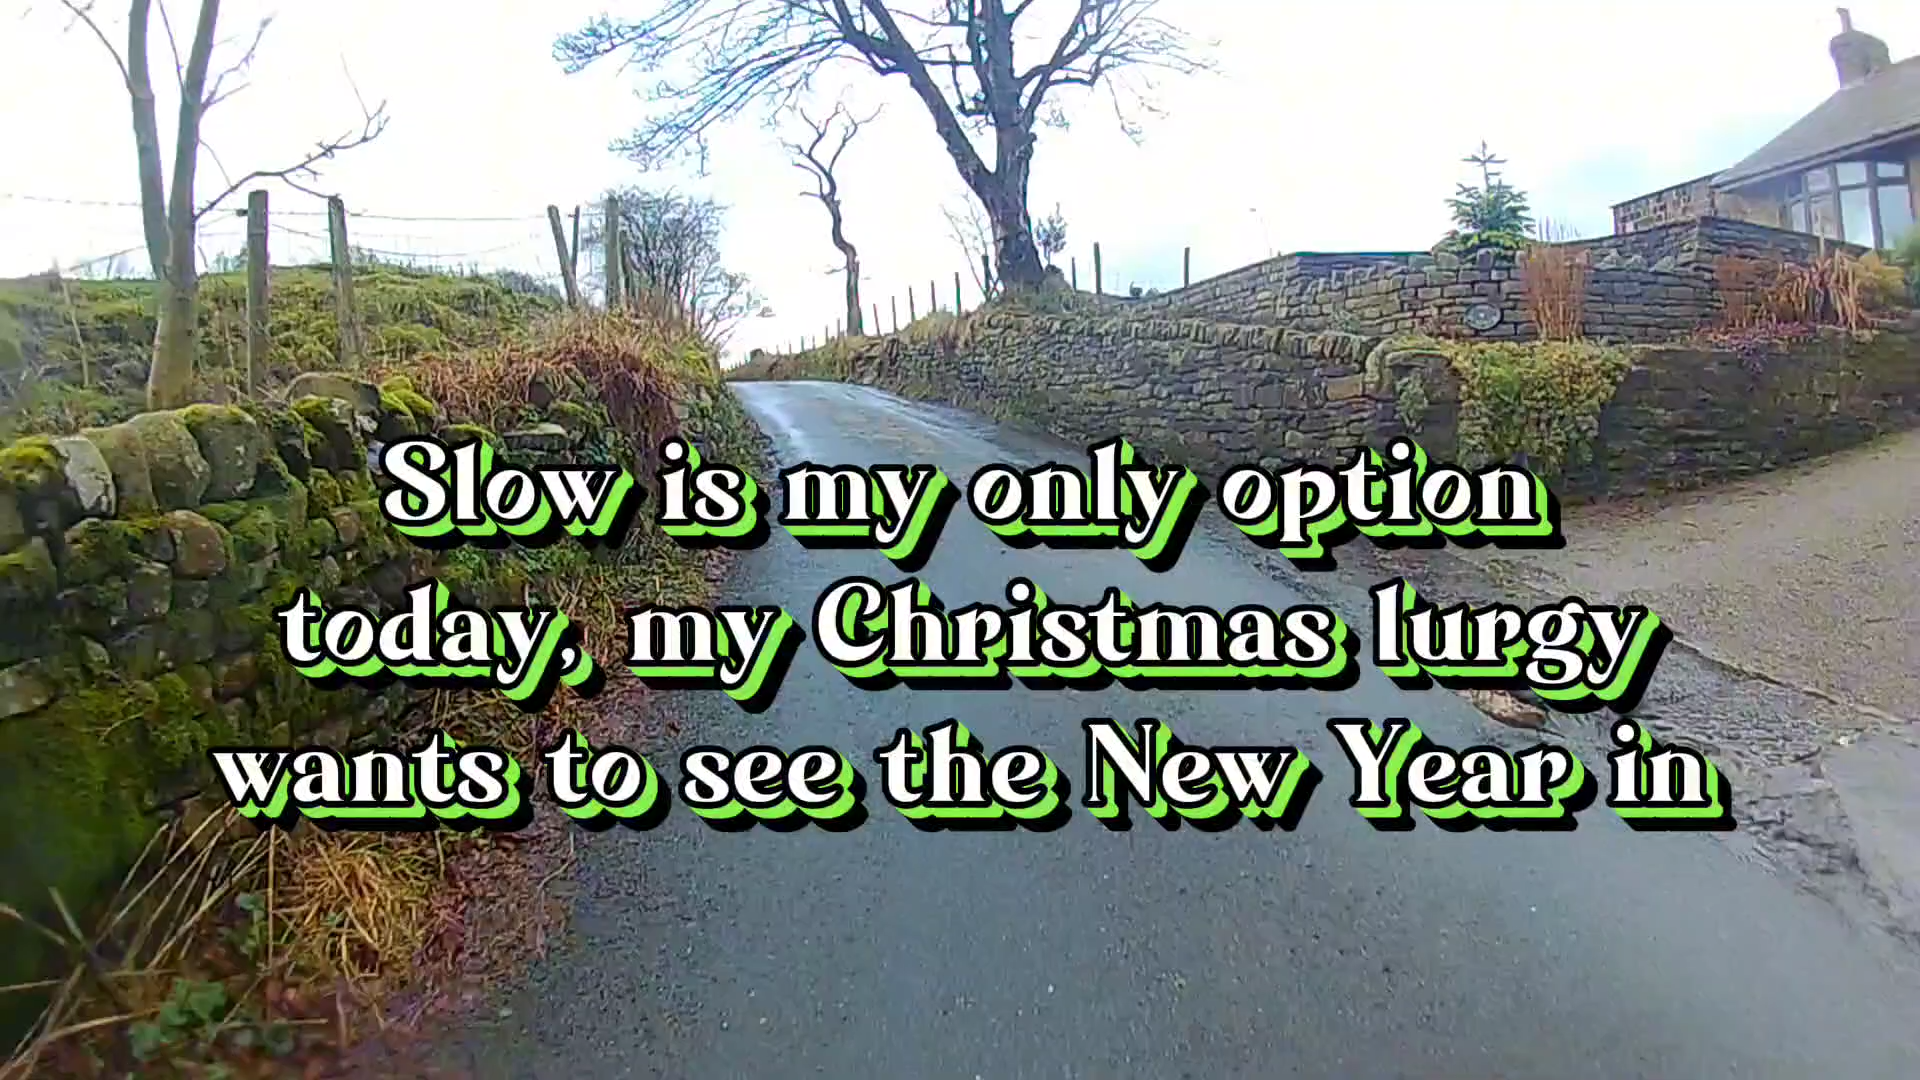 Slow is my only option
today, my Christmas lurgy
wants to see the New Year in